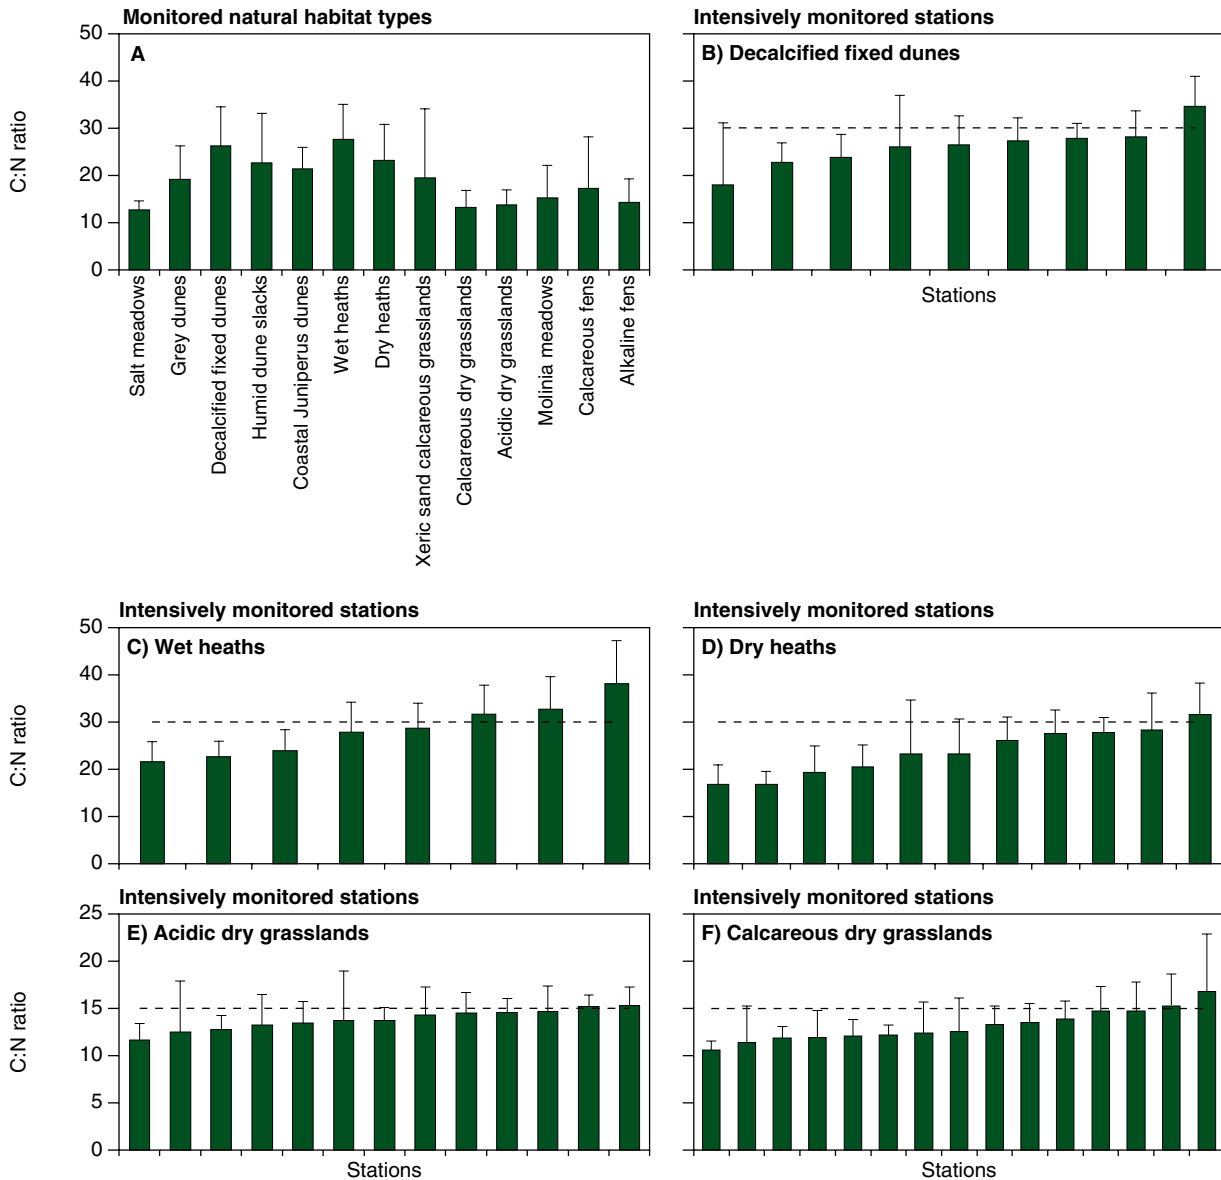 Monitored natural habitat types
Intensively monitored stations
50
40
30
20
10
0
C:N ratio
A
B) Decalcified fixed dunes
Salt meadows
Grey dunes
Decalcified fixed dunes
Humid dune slacks
Coastal Juniperus dunes
Wet heaths
Dry heaths
Xeric sand calcareous grasslands
Calcareous dry grasslands
Acidic dry grasslands
Molinia meadows
Calcareous fens
Alkaline fens
Stations
Intensively monitored stations
Intensively monitored stations
50
40
30
20
10
0
C:N ratio
C) Wet heaths
D) Dry heaths
Intensively monitored stations
Intensively monitored stations
25
20
15
10
5
0
C:N ratio
E) Acidic dry grasslands
F) Calcareous dry grasslands
Stations
Stations